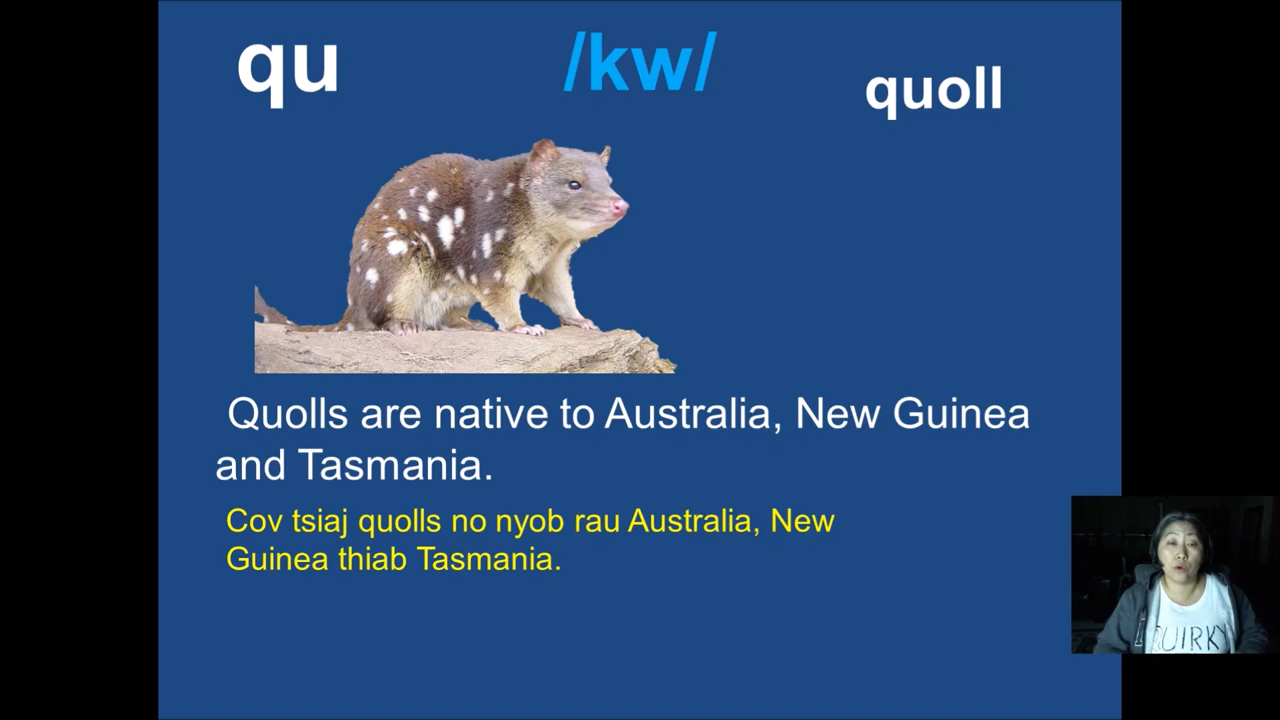 qu /kw/ quoll
Quolls are native to Australia, New Guinea
and Tasmania.
Cov tsiaj quolls no nyob rau Australia, New
Guinea thiab Tasmania.
QUIRKY